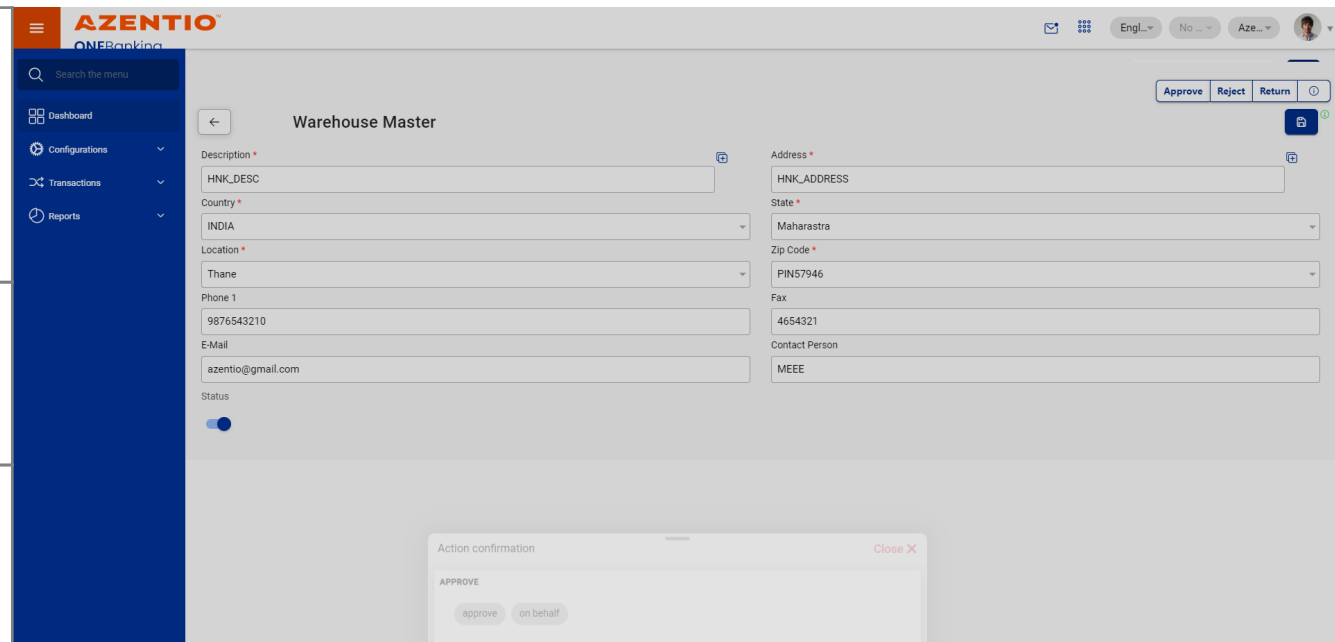 AZENTIO
ONEBanking
Engl...
No ...
Aze...
Search the menu
Approve Reject Return
Dashboard
Warehouse Master
Configurations
Description *
Address *
HNK_DESC
HNK_ADDRESS
Transactions
Country *
State *
Reports
INDIA
Maharastra
Location *
Zip Code *
Thane
PIN57946
Phone 1
Fax
9876543210
4654321
E-Mail
Contact Person
azentio@gmail.com
MEEE
Status
Action confirmation
Close X
APPROVE
approve on behalf